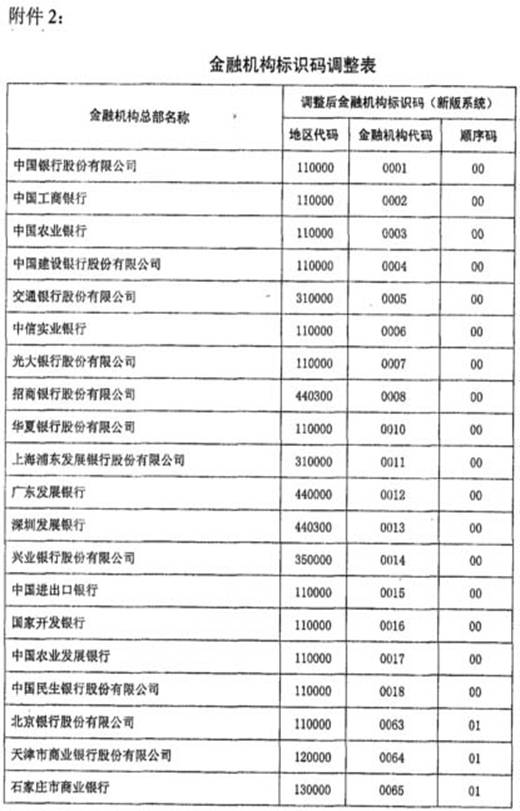 附件2：
金融机构标识码调整表
金融机构总部名称 调整后金融机构标识码（新版系统）
地区代码 金融机构代码 顺序码
中国银行股份有限公司 110000 0001 00
中国工商银行 110000 0002 00
中国农业银行 110000 0003 00
中国建设银行股份有限公司 110000 0004 00
交通银行股份有限公司 310000 0005 00
中信实业银行 110000 0006 00
光大银行股份有限公司 110000 0007 00
招商银行股份有限公司 440300 0008 00
华夏银行股份有限公司 110000 0010 00
上海浦东发展银行股份有限公司 310000 0011 00
广东发展银行 440000 0012 00
深圳发展银行 440300 0013 00
兴业银行股份有限公司 350000 0014 00
中国进出口银行 110000 0015 00
国家开发银行 110000 0016 00
中国农业发展银行 110000 0017 00
中国民生银行股份有限公司 110000 0018 00
北京银行股份有限公司 110000 0063 01
天津市商业银行股份有限公司 120000 0064 01
石家庄市商业银行 130000 0065 01